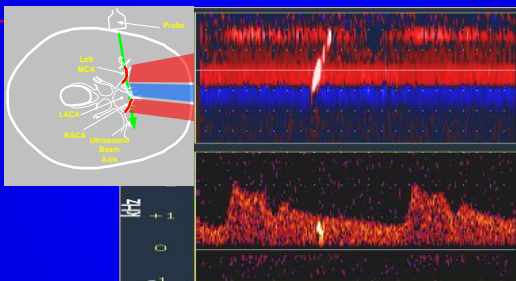 Probe
Left
MCA
LACA
RACA
Ultrasound
Beam
Axis
kHz
+1
0
-1